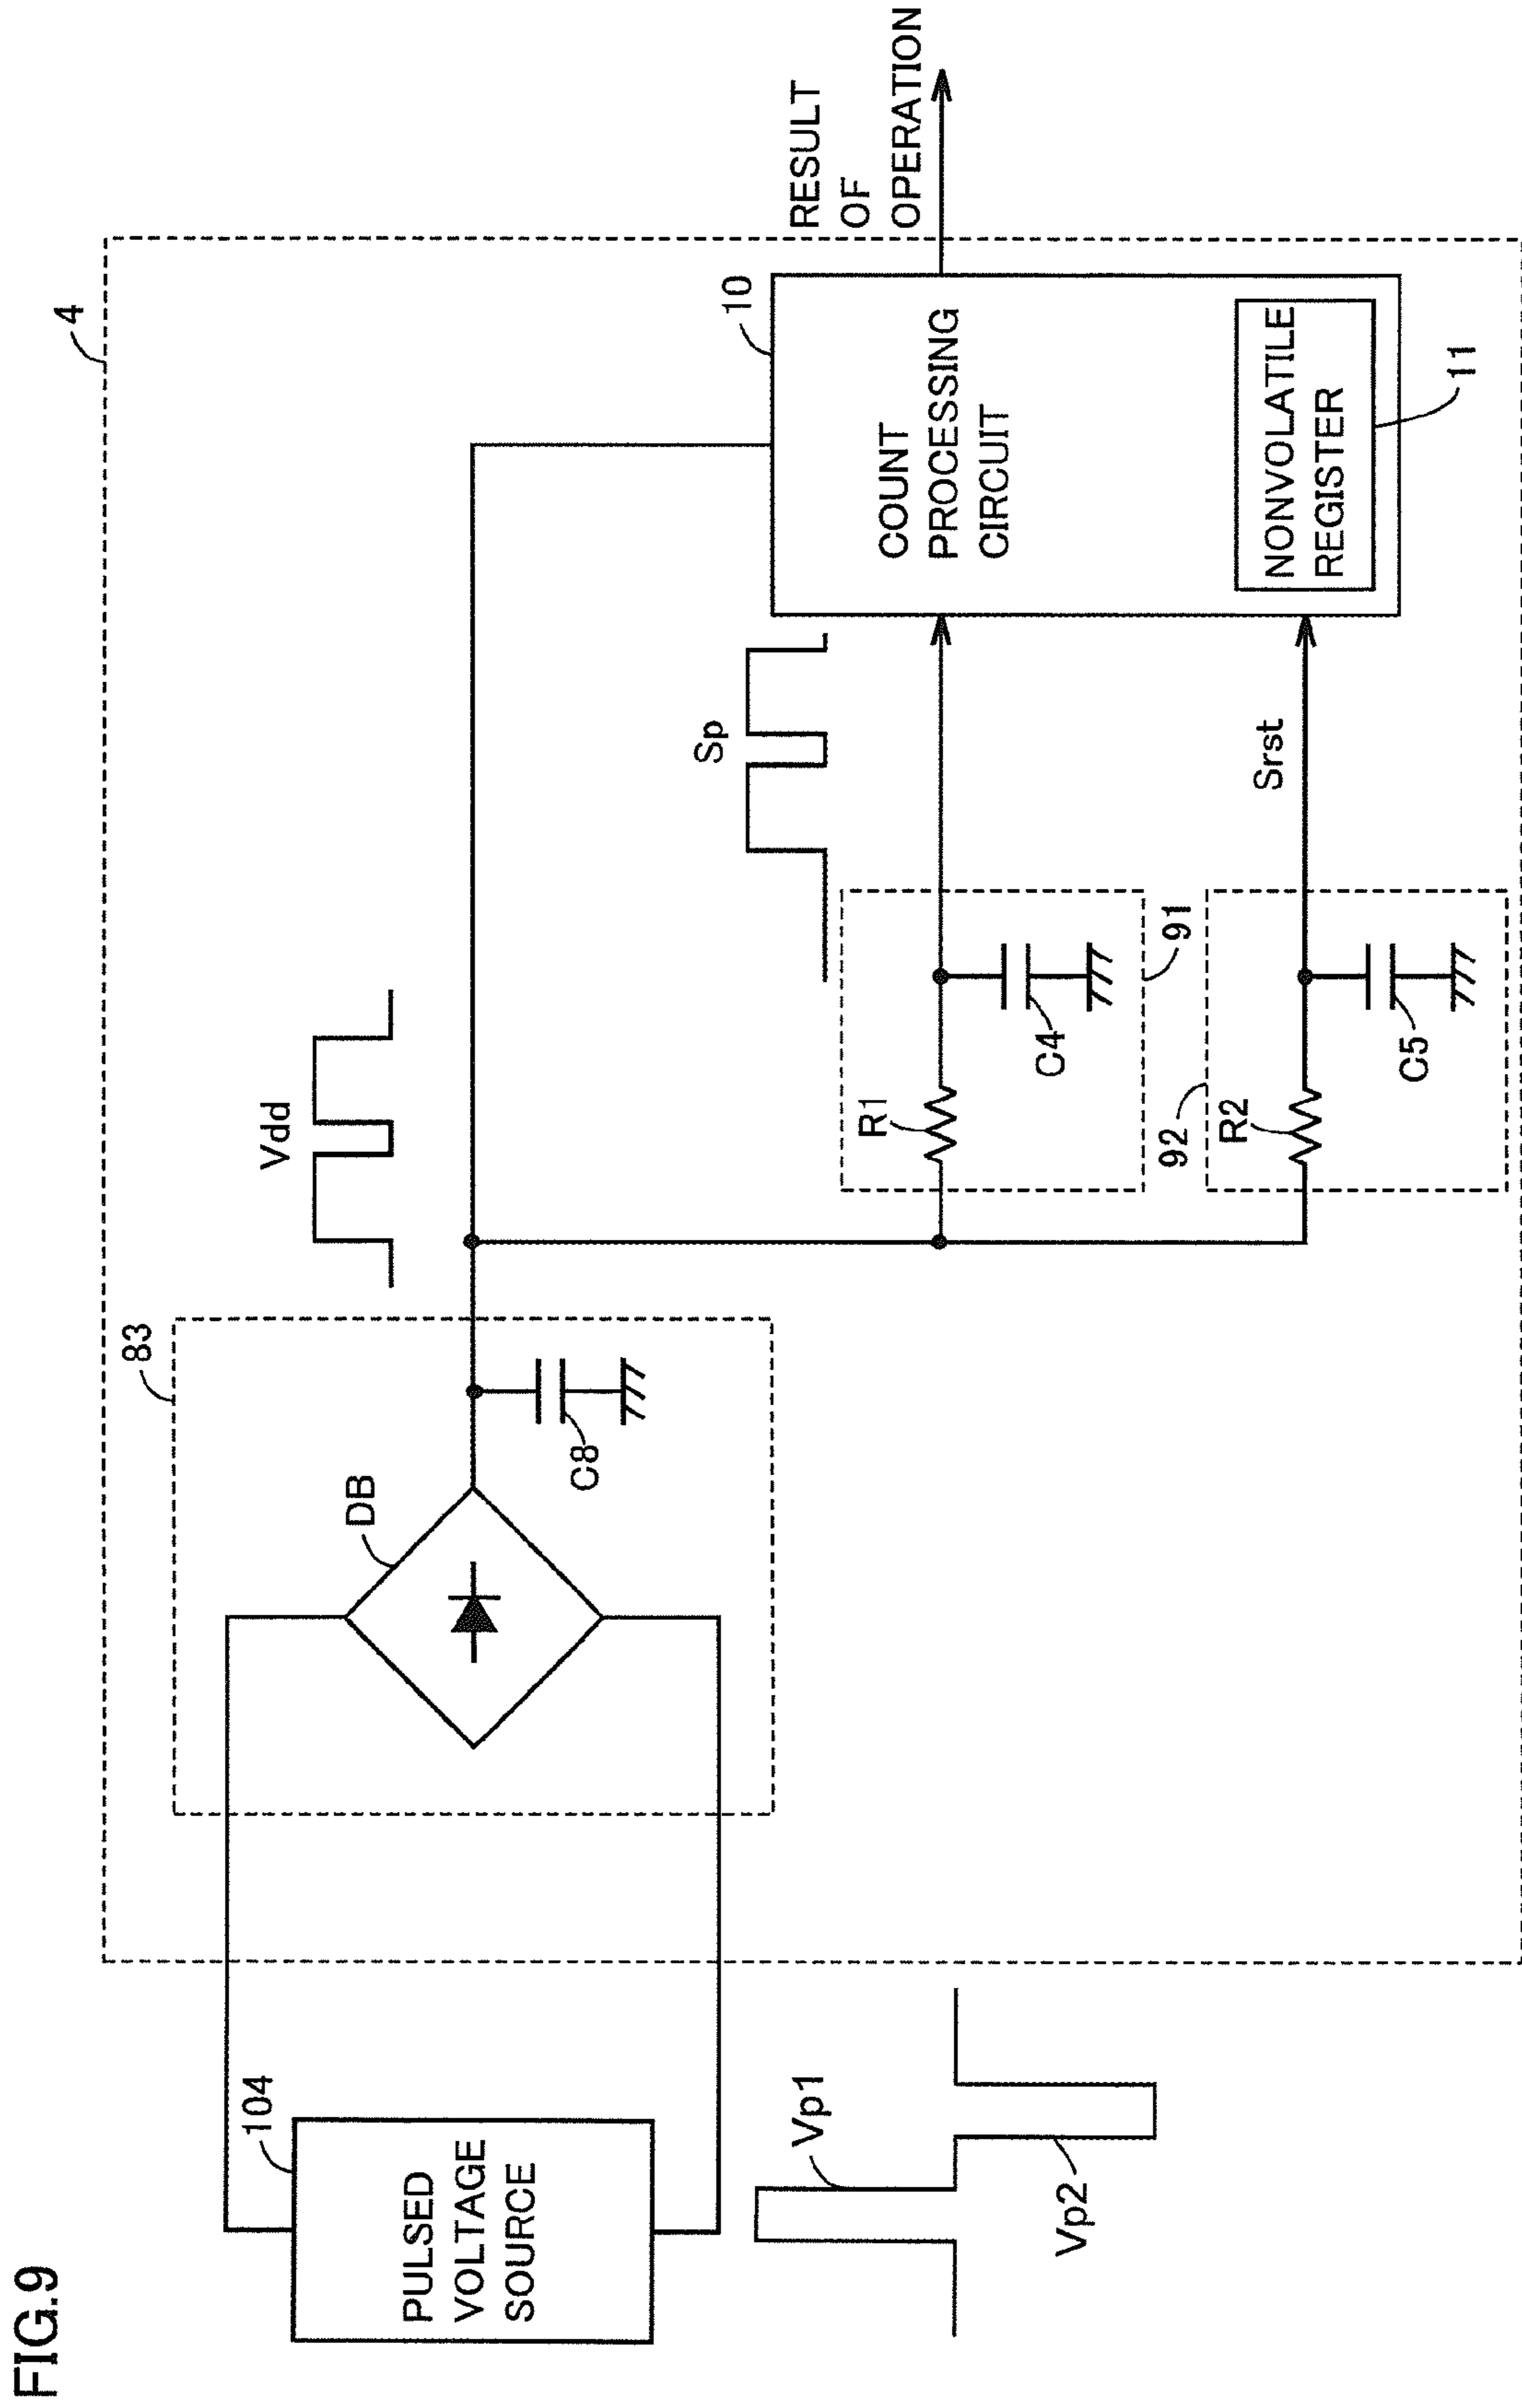 FIG.9
4
83
104
PULSED
VOLTAGE
SOURCE
DB
C8
Vdd
Vp1
Vp2
Sp
10
COUNT
PROCESSING
CIRCUIT
RESULT
OF
OPERATION
R1
C4
91
92
R2
C5
Srst
NONVOLATILE
REGISTER
11